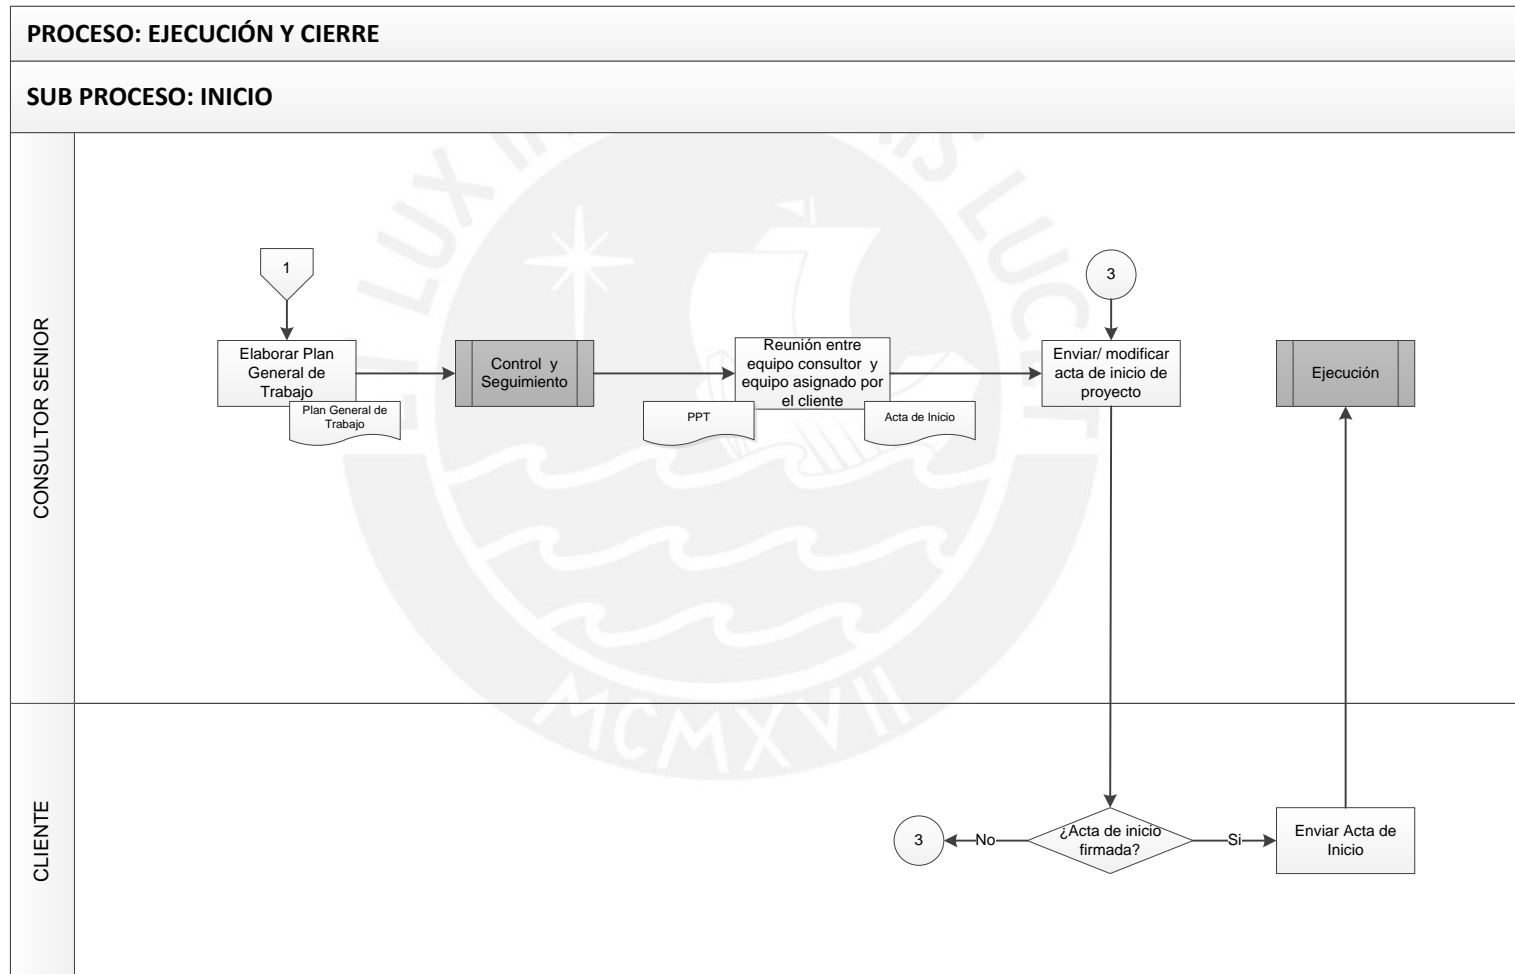 PROCESO: EJECUCIÓN Y CIERRE
SUB PROCESO: INICIO
CONSULTOR SENIOR
1
3
Elaborar Plan
General de
Trabajo
Plan General de
Trabajo
Control y
Seguimiento
Reunión entre
equipo consultor y
equipo asignado por
el cliente
PPT
Acta de Inicio
Enviar/ modificar
acta de inicio de
proyecto
Ejecución
CLIENTE
3
No
¿Acta de inicio
firmada?
Si
Enviar Acta de
Inicio
MCMXVII